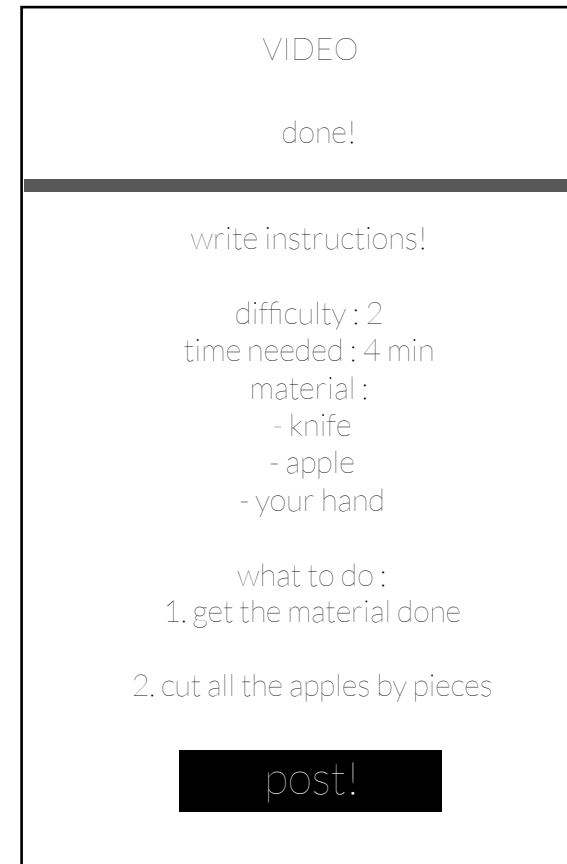 VIDEO
done!
write instructions!
difficulty : 2
time needed : 4 min
material :
- knife
- apple
- your hand
what to do :
1. get the material done
2. cut all the apples by pieces
post!